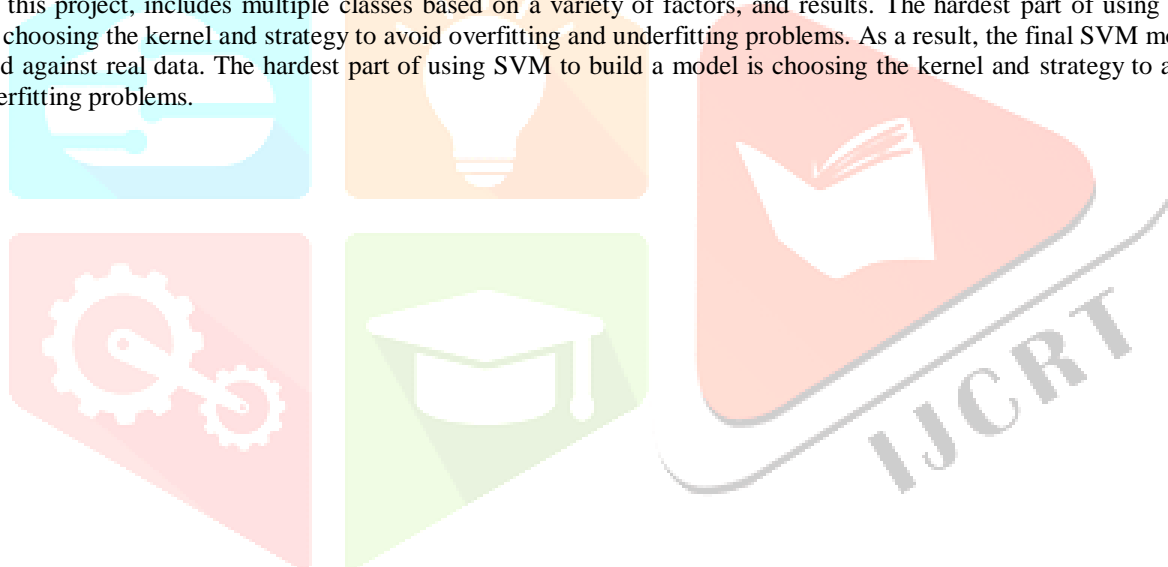 this project, includes multiple classes based on a variety of factors, and results. The hardest part of using
choosing the kernel and strategy to avoid overfitting and underfitting problems. As a result, the final SVM
d against real data. The hardest part of using SVM to build a model is choosing the kernel and strategy to
erfitting problems.
IJCRT